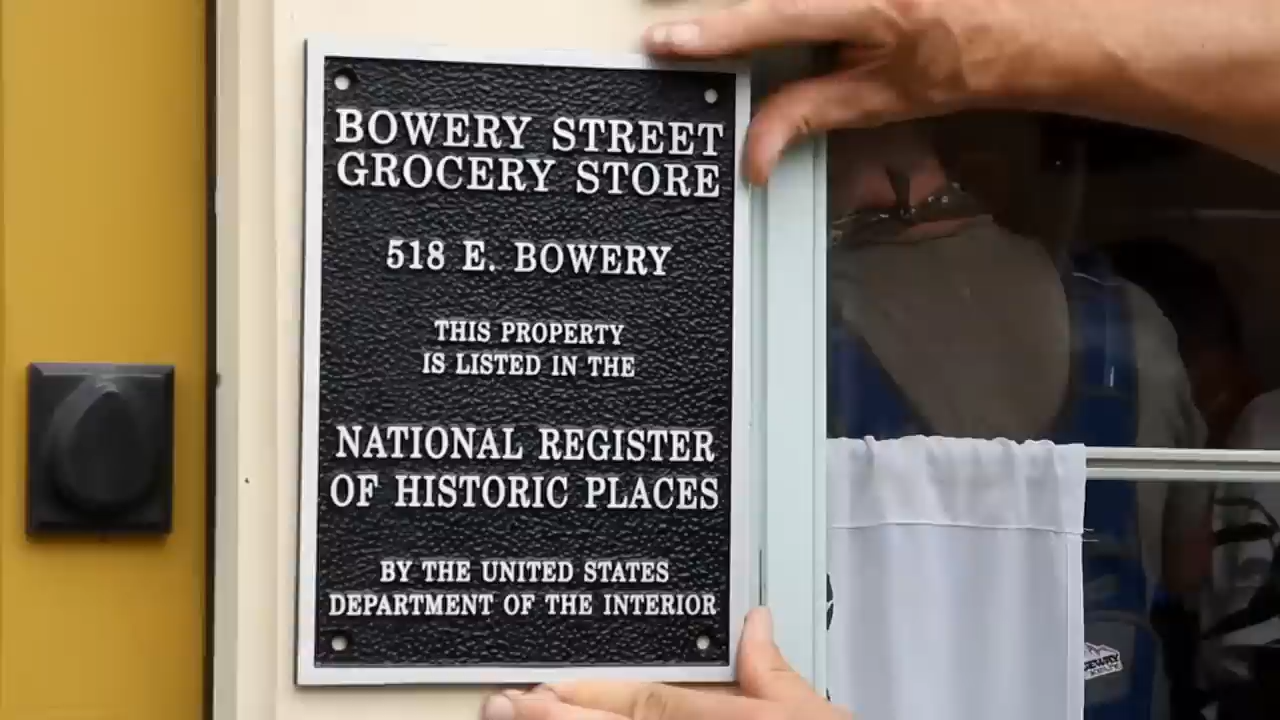 BOWERY STREET
GROCERY STORE
518 E. BOWERY
THIS PROPERTY
IS LISTED IN THE
NATIONAL REGISTER
OF HISTORIC PLACES
BY THE UNITED STATES
DEPARTMENT OF THE INTERIOR